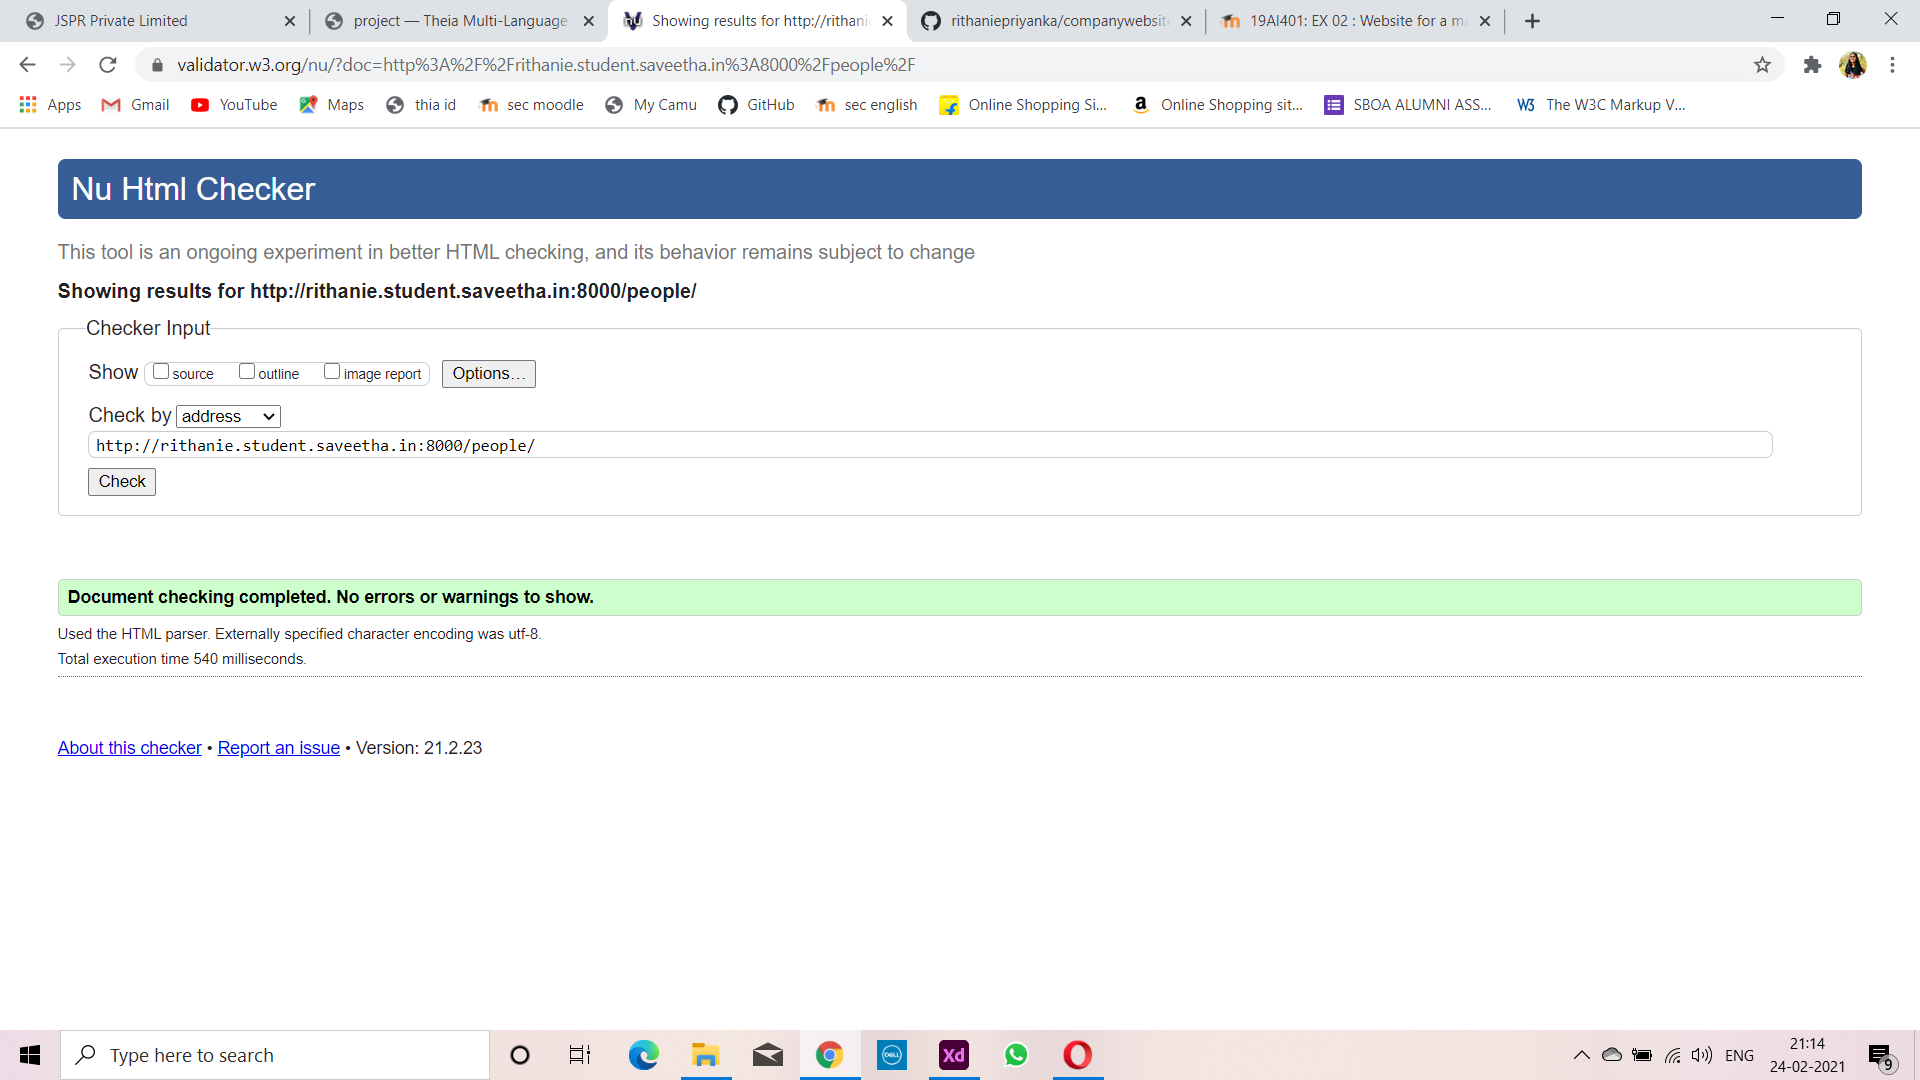 JSPR Private Limited
project — Theia Multi-Language
Showing results for http://rithanie
rithaniepriyanka/companywebsite
19AI401: EX 02 : Website for a ma
validator.w3.org/nu/?doc=http%3A%2F%2Frithanie.student.saveetha.in%3A8000%2Fpeople%2F
Apps
Gmail
YouTube
Maps
thia id
sec moodle
My Camu
GitHub
sec english
Online Shopping Si...
Online Shopping sit...
SBOA ALUMNI ASS...
The W3C Markup V...
Nu Html Checker
This tool is an ongoing experiment in better HTML checking, and its behavior remains subject to change
Showing results for http://rithanie.student.saveetha.in:8000/people/
Checker Input
Show source outline image report Options...
Check by address
http://rithanie.student.saveetha.in:8000/people/
Check
Document checking completed. No errors or warnings to show.
Used the HTML parser. Externally specified character encoding was utf-8.
Total execution time 540 milliseconds.
About this checker • Report an issue • Version: 21.2.23
Type here to search
DELL
Xd
ENG
21:14
24-02-2021
9